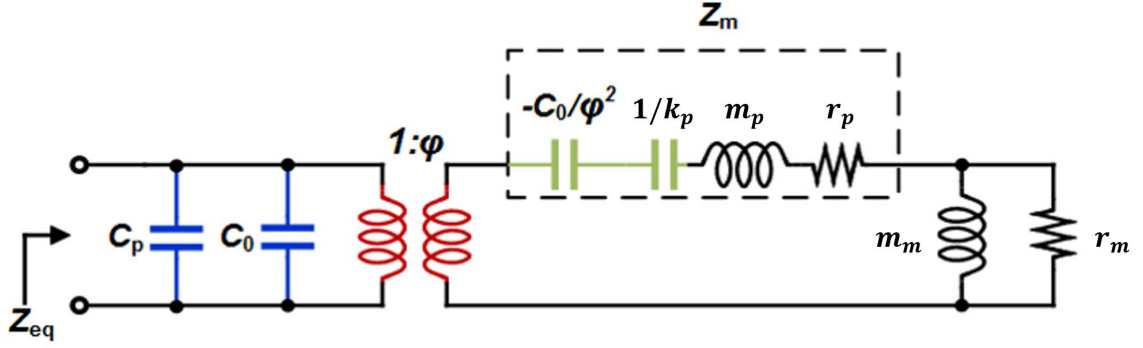 Zm
-C0/φ² 1/kp mp rp
1:φ
Cp C0 mm rm
Zeq